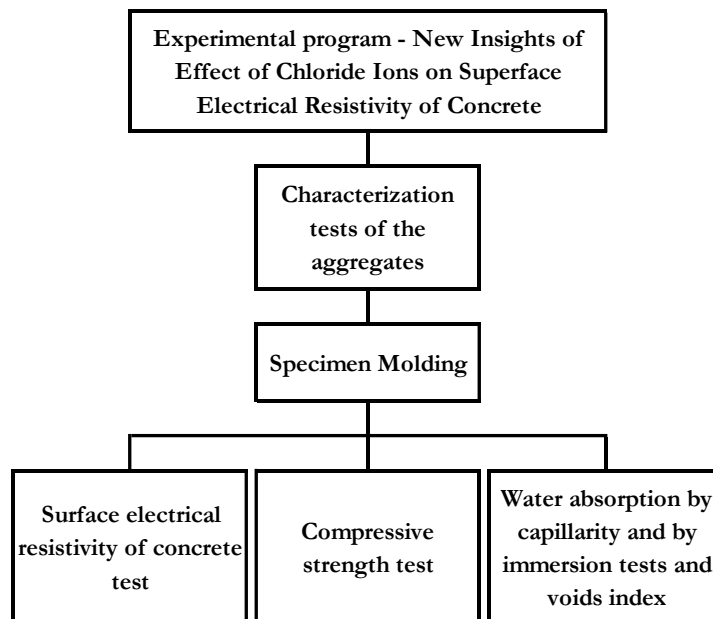 Experimental program - New Insights of
Effect of Chloride Ions on Superface
Electrical Resistivity of Concrete
Characterization
tests of the
aggregates
Specimen Molding
Surface electrical
resistivity of concrete
test
Compressive
strength test
Water absorption by
capillarity and by
immersion tests and
voids index